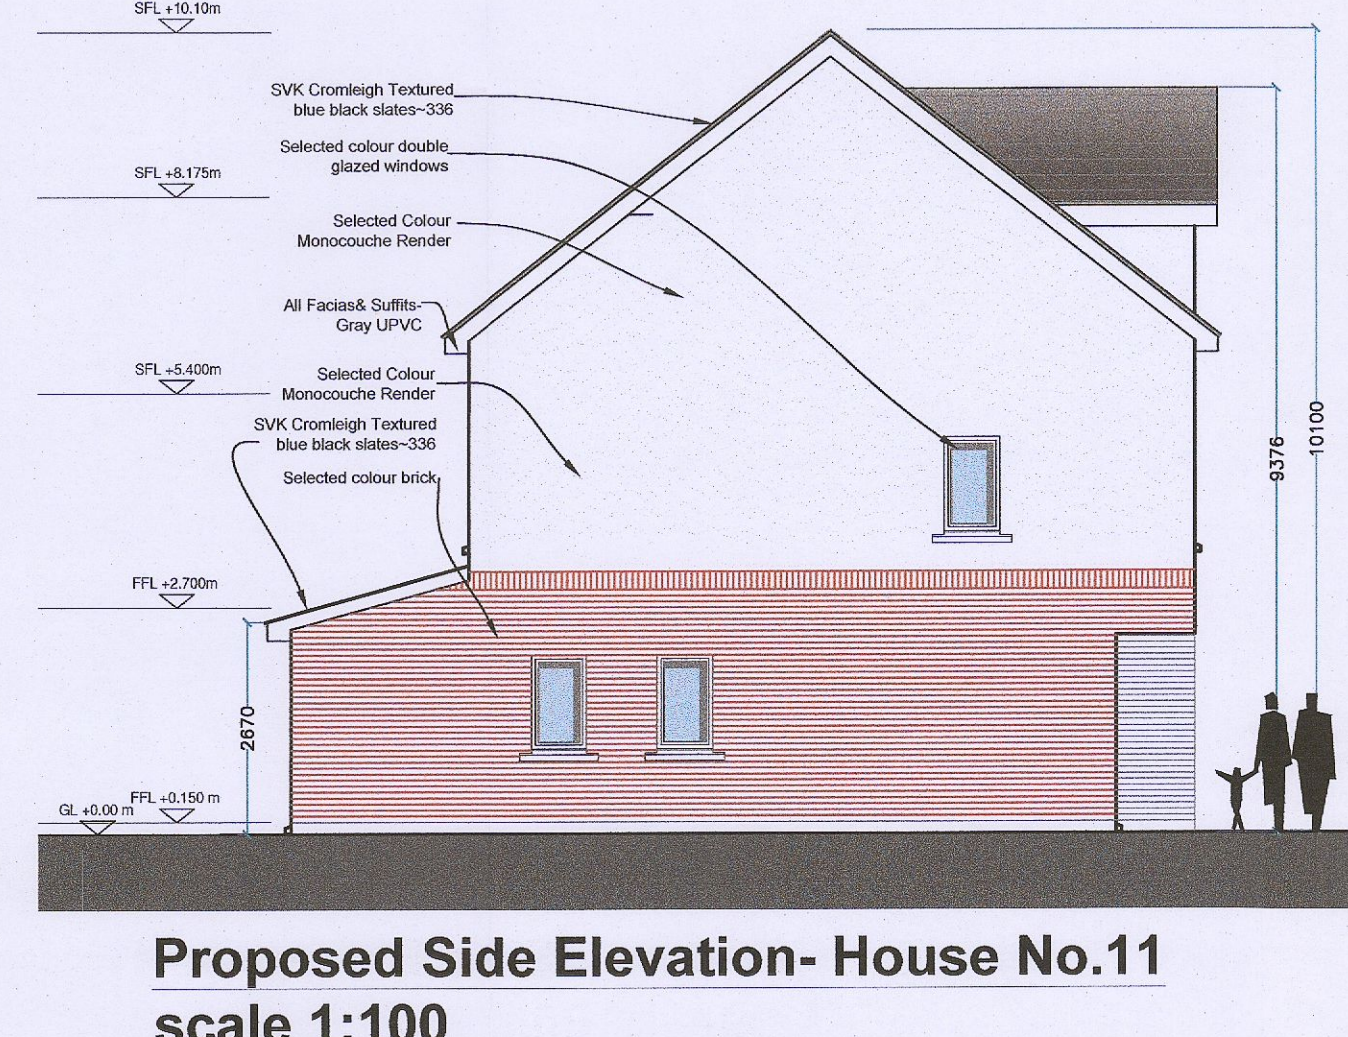 SFL +10.10m
SVK Cromleigh Textured
blue black slates~336
Selected colour double
glazed windows
SFL +8.175m
Selected Colour
Monocouche Render
All Facias& Suffits-
Gray UPVC
SFL +5.400m
Selected Colour
Monocouche Render
SVK Cromleigh Textured
blue black slates~336
Selected colour brick
9376
10100
FFL +2.700m
2670
FFL +0.150 m
GL +0.00 m
Proposed Side Elevation- House No.11
scale 1:100